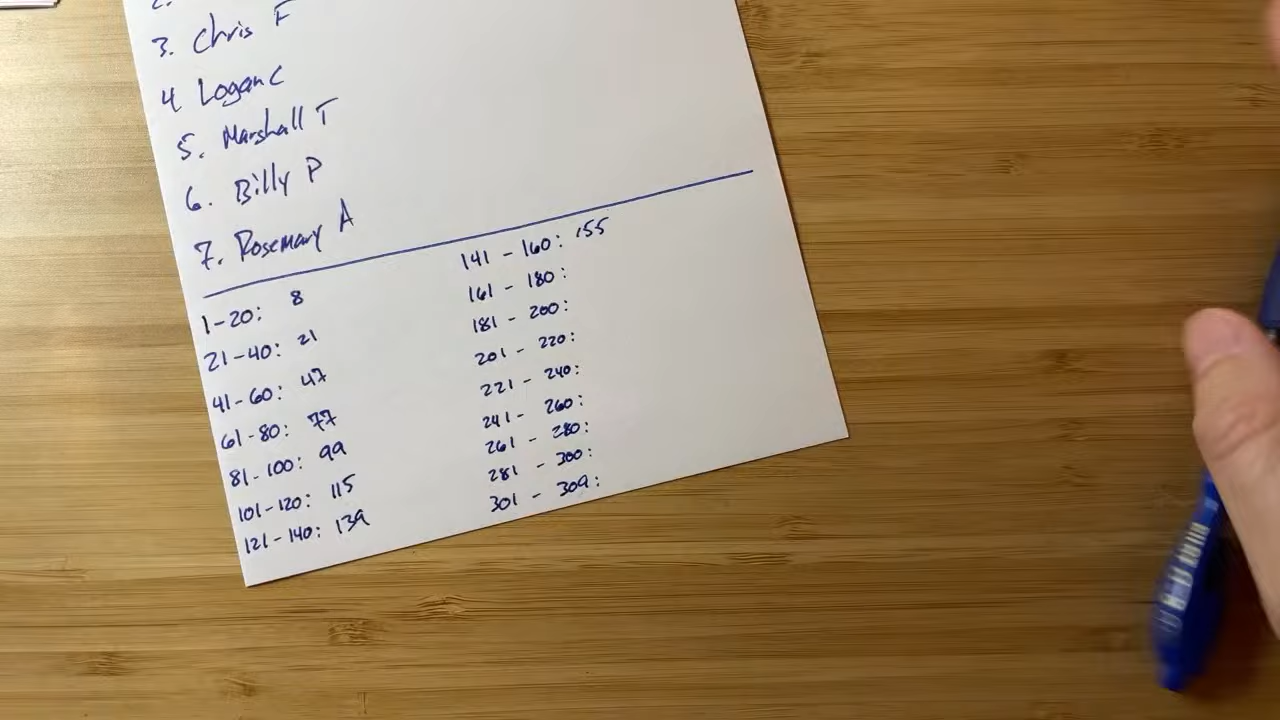 2.
3. Chris F
4 Logan C
5. Marshall T
6. Billy P
7. Rosemary A
1-20: 8
21-40: 21
41-60: 47
61-80: 77
81-100: 99
101-120: 115
121-140: 139
141 - 160: 155
161 - 180:
181 - 200:
201 - 220:
221 - 240:
241 - 260:
261 - 280:
281 - 300:
301 - 309: